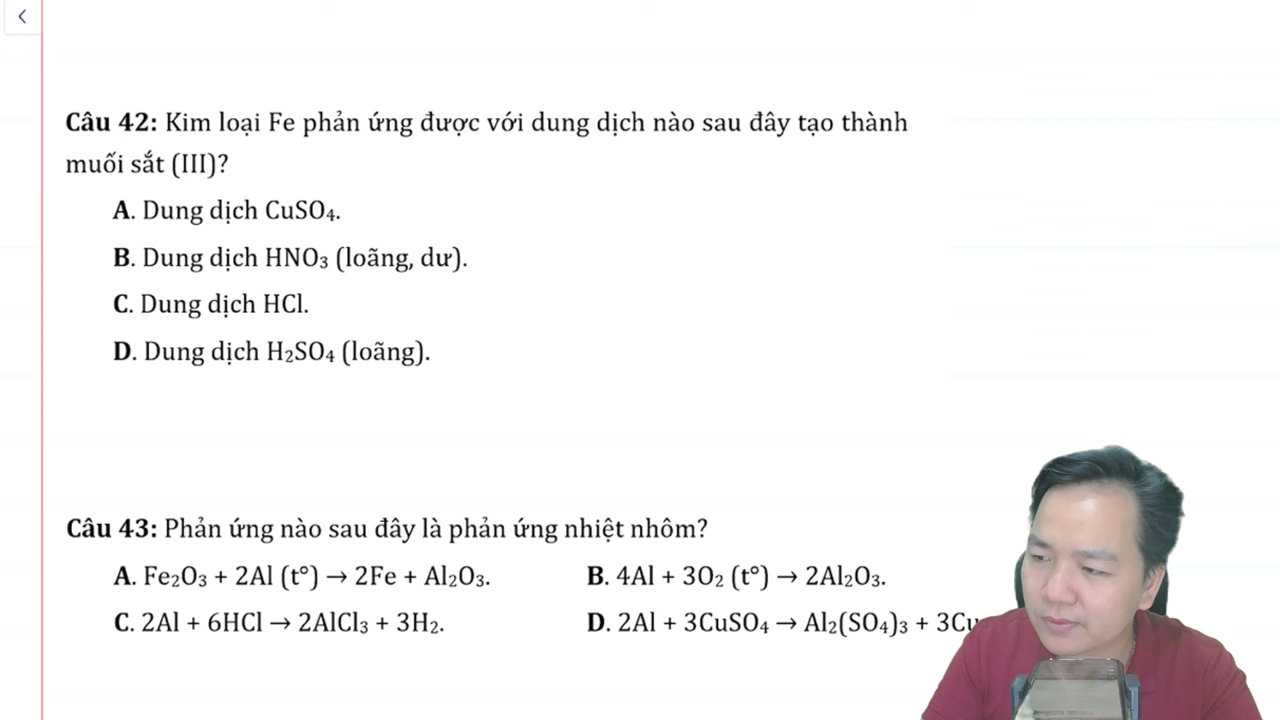 Câu 42: Kim loại Fe phản ứng được với dung dịch nào sau đây tạo thành
muối sắt (III)?
A. Dung dịch CuSO₄.
B. Dung dịch HNO₃ (loãng, dư).
C. Dung dịch HCl.
D. Dung dịch H₂SO₄ (loãng).
Câu 43: Phản ứng nào sau đây là phản ứng nhiệt nhôm?
A. Fe₂O₃ + 2Al (t°) → 2Fe + Al₂O₃.
B. 4Al + 3O₂ (t°) → 2Al₂O₃.
C. 2Al + 6HCl → 2AlCl₃ + 3H₂.
D. 2Al + 3CuSO₄ → Al₂(SO₄)₃ + 3Cu